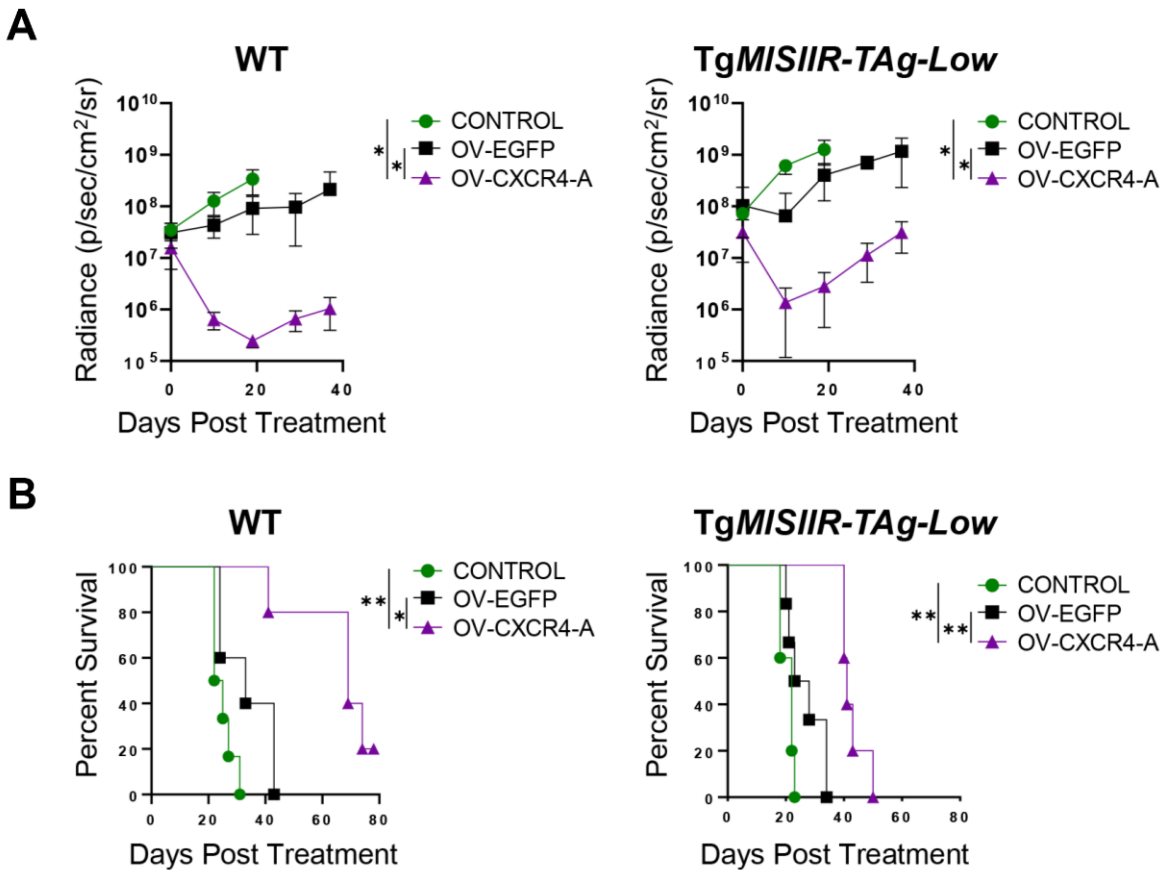 A
WT
TgMISIIR-TAg-Low
Radiance (p/sec/cm²/sr)
10¹⁰
10⁹
10⁸
10⁷
10⁶
10⁵
0 20 40
Days Post Treatment
CONTROL
OV-EGFP
OV-CXCR4-A
*
*
Radiance (p/sec/cm²/sr)
10¹⁰
10⁹
10⁸
10⁷
10⁶
10⁵
0 20 40
Days Post Treatment
CONTROL
OV-EGFP
OV-CXCR4-A
*
*
B
WT
TgMISIIR-TAg-Low
Percent Survival
100
80
60
40
20
0
0 20 40 60 80
Days Post Treatment
CONTROL
OV-EGFP
OV-CXCR4-A
**
*
Percent Survival
100
80
60
40
20
0
0 20 40 60 80
Days Post Treatment
CONTROL
OV-EGFP
OV-CXCR4-A
**
**